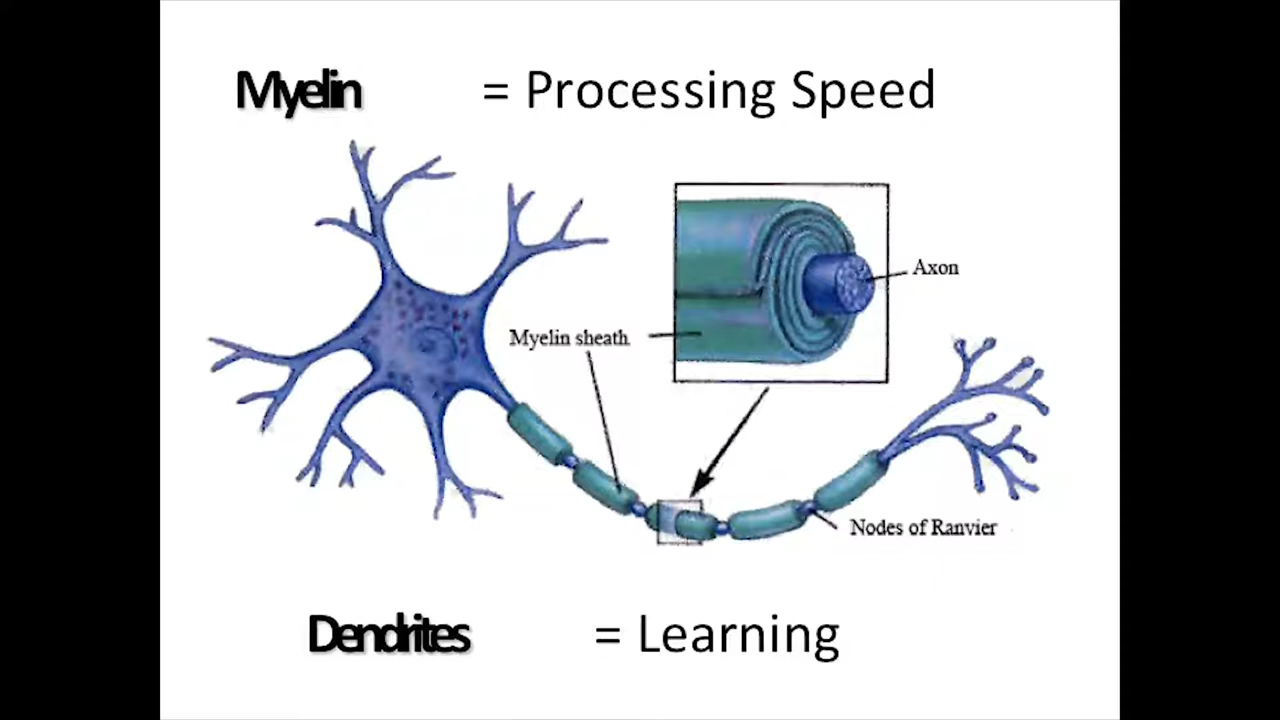 Myelin = Processing Speed
Axon
Myelin sheath
Nodes of Ranvier
Dendrites = Learning